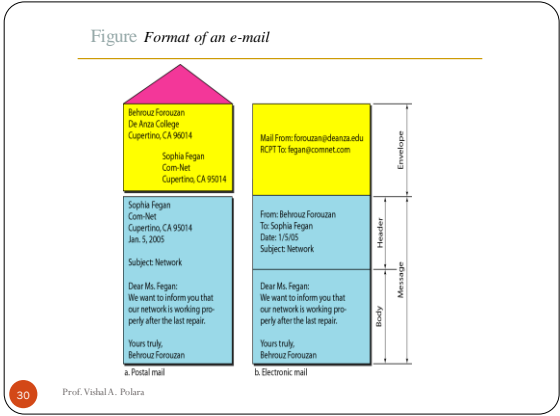 Figure Format of an e-mail
Behrouz Forouzan
De Anza College
Cupertino, CA 96014
Sophia Fegan
Com-Net
Cupertino, CA 95014
Sophia Fegan
Com-Net
Cupertino, CA 95014
Jan. 5, 2005
Subject: Network
Dear Ms. Fegan:
We want to inform you that
our network is working pro-
perly after the last repair.
Yours truly,
Behrouz Forouzan
a. Postal mail
Mail From: forouzan@deanza.edu
RCPT To: fegan@comnet.com
From: Behrouz Forouzan
To: Sophia Fegan
Date: 1/5/05
Subject: Network
Dear Ms. Fegan:
We want to inform you that
our network is working pro-
perly after the last repair.
Yours truly,
Behrouz Forouzan
b. Electronic mail
Envelope
Header
Message
Body
30
Prof. Vishal A. Polara